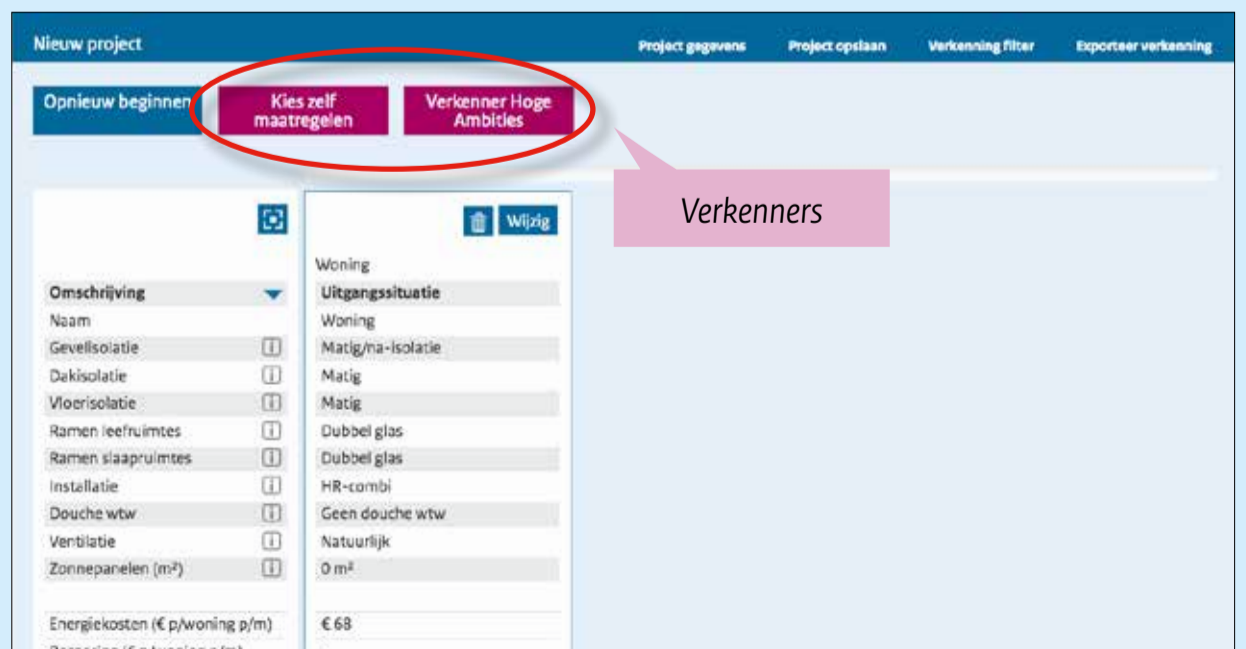 Nieuw project
Project gegevens
Project opslaan
Verkenning filter
Exporteer verkenning
Opnieuw beginnen
Kies zelf
maatregelen
Verkenner Hoge
Ambities
Verkenners
Wijzig
Woning
Omschrijving Uitgangssituatie
Naam Woning
Gevelisolatie Matig/na-isolatie
Dakisolatie Matig
Vloerisolatie Matig
Ramen leefruimtes Dubbel glas
Ramen slaapruimtes Dubbel glas
Installatie HR-combi
Douche wtw Geen douche wtw
Ventilatie Natuurlijk
Zonnepanelen (m²) 0 m²
Energiekosten (€ p/woning p/m) € 68